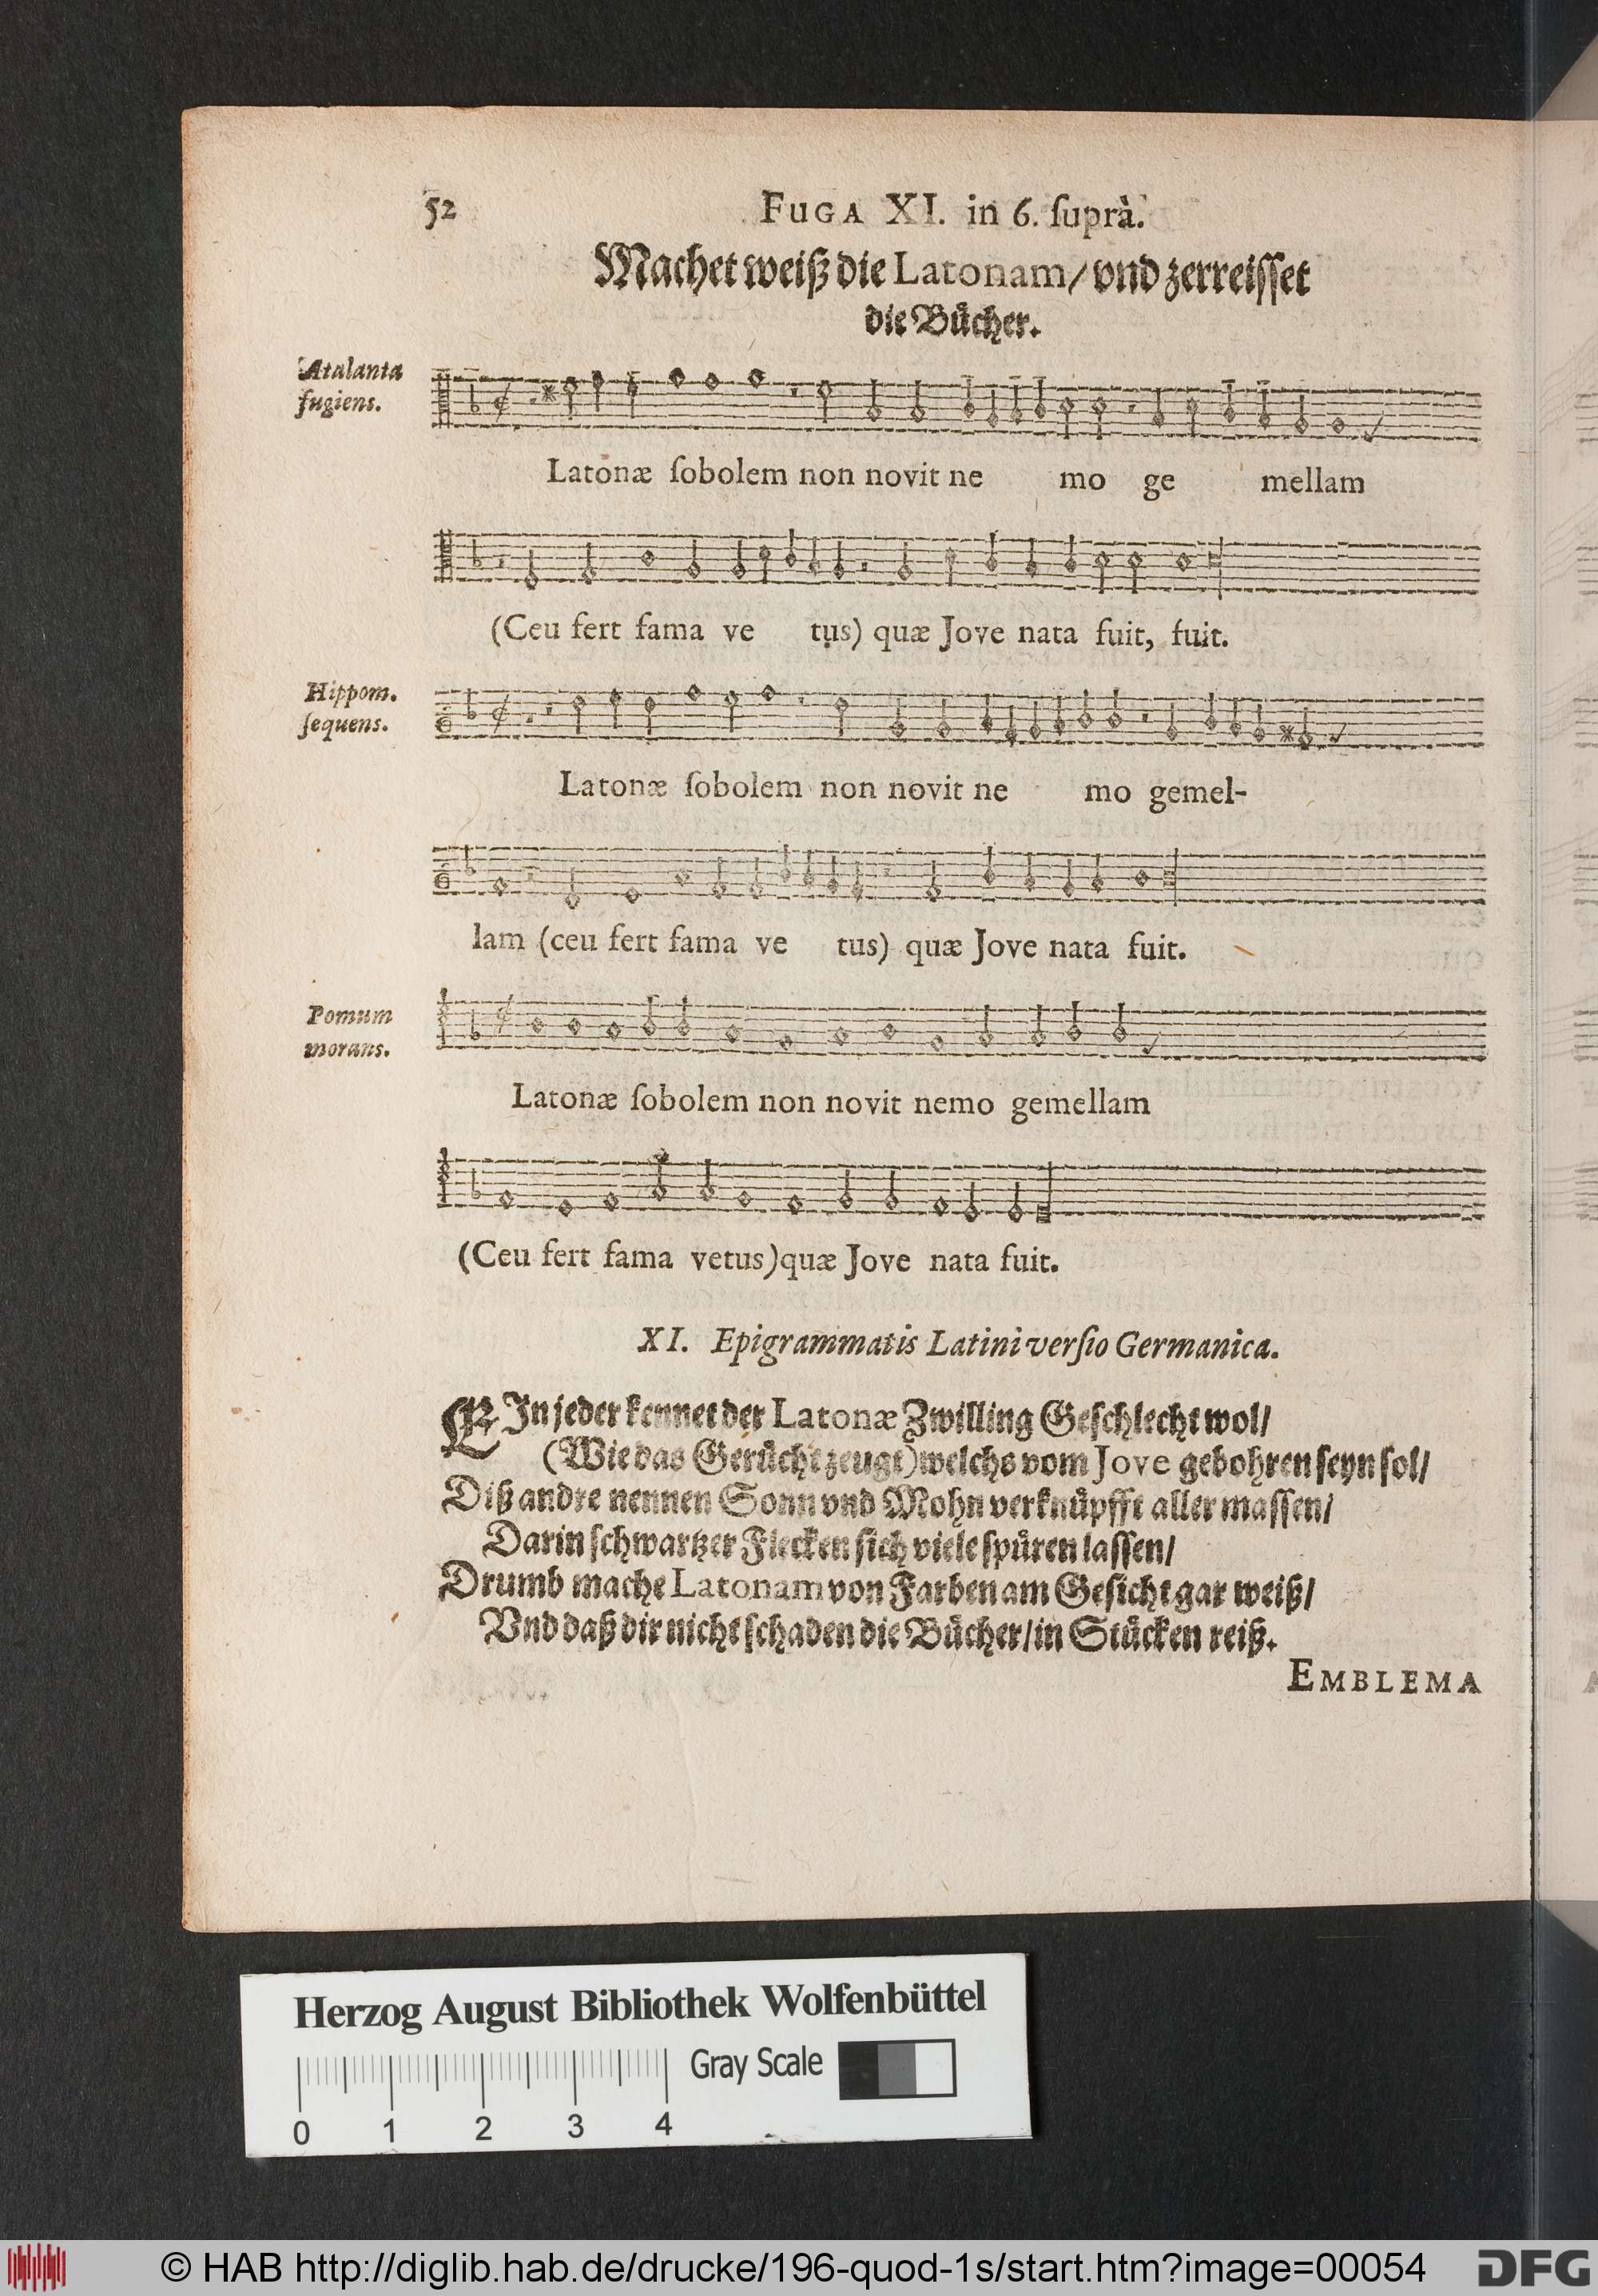 52
FUGA XI. in 6. ſuprà.
Machet weiß die Latonam/ vnd zerreiſſet
die Bůcher.
Atalanta
fugiens.
Latonæ ſobolem non novit ne mo ge mellam
(Ceu fert fama ve tus) quæ Jove nata fuit, fuit.
Hippom.
ſequens.
Latonæ ſobolem non novit ne mo gemel-
lam (ceu fert fama ve tus) quæ Jove nata fuit.
Pomum
morans.
Latonæ ſobolem non novit nemo gemellam
(Ceu fert fama vetus) quæ Jove nata fuit.
XI. Epigrammatis Latini verſio Germanica.
EIn jeder kennet der Latonæ Zwilling Geſchlecht wol/
(Wie das Gerůcht zeugt) welchs vom Jove gebohren ſeyn ſol/
Diß andre nennen Sonn vnd Mohn verknůpfft aller maſſen/
Darin ſchwartzer Flecken ſich viele ſpůren laſſen/
Drumb mache Latonam von Farben am Geſicht gar weiß/
Vnd daß dir nicht ſchaden die Bůcher/ in Stůcken reiß.
EMBLEMA
Herzog August Bibliothek Wolfenbüttel
Gray Scale
0 1 2 3 4
© HAB http://diglib.hab.de/drucke/196-quod-1s/start.htm?image=00054
DFG